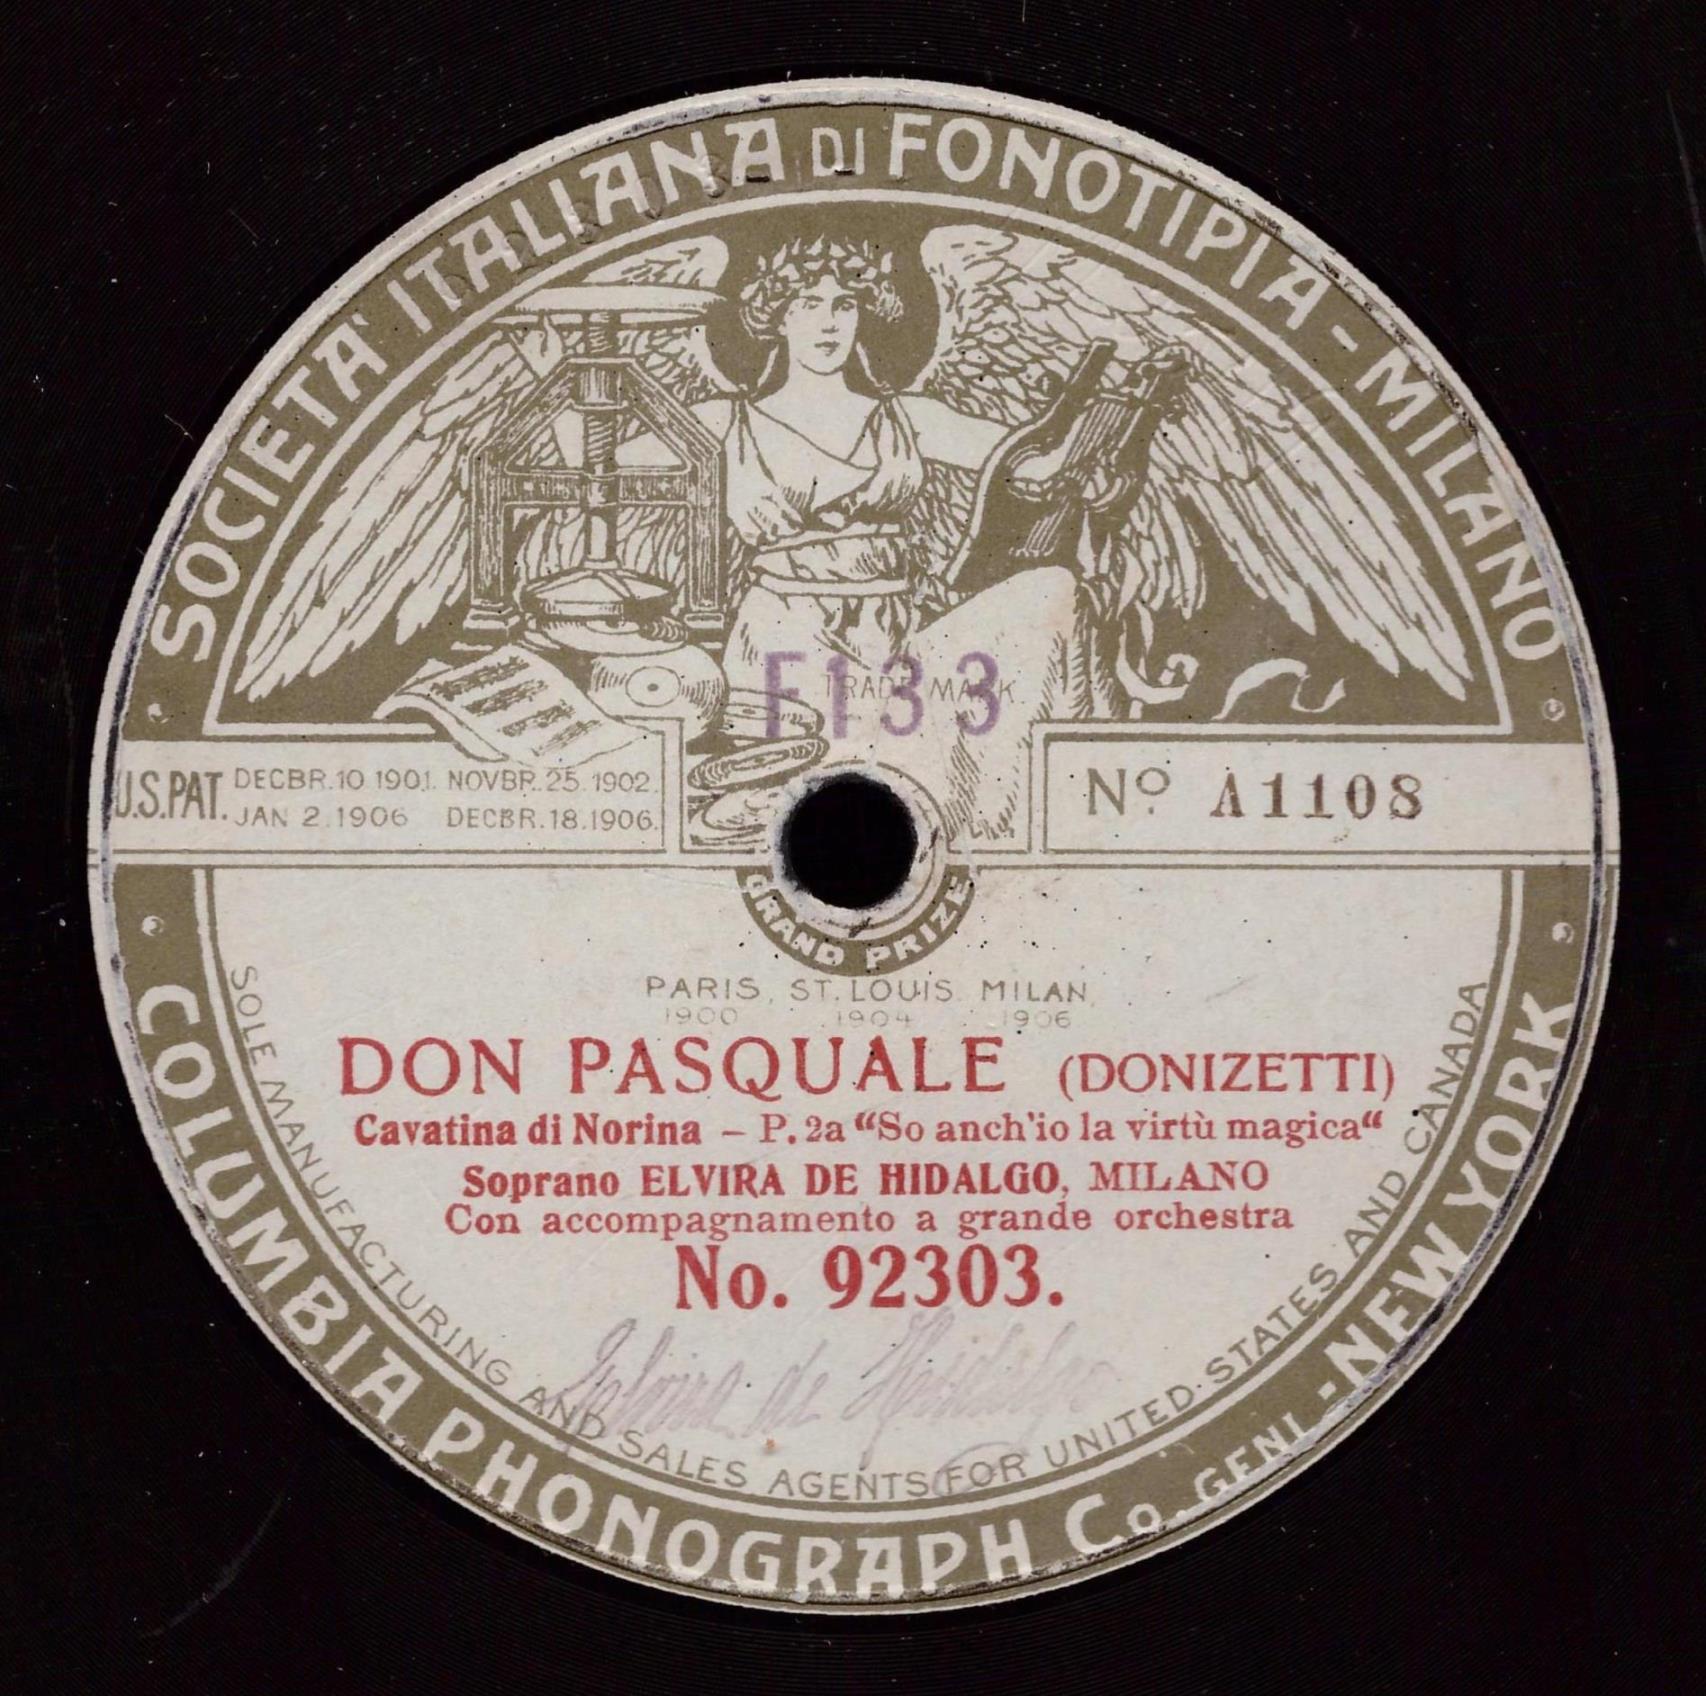 SOCIETA' ITALIANA DI FONOTIPIA - MILANO
F133
TRADE MARK
U.S.PAT. DECBR.10 1901. NOVBR.25.1902.
JAN 2.1906 DECBR.18.1906.
No. A1108
GRAND PRIZE
PARIS, ST. LOUIS. MILAN,
1900 1904 1906
DON PASQUALE (DONIZETTI)
Cavatina di Norina – P. 2a “So anch'io la virtù magica“
Soprano ELVIRA DE HIDALGO, MILANO
Con accompagnamento a grande orchestra
No. 92303.
Elvira de Hidalgo
SOLE MANUFACTURING AND SALES AGENTS FOR UNITED STATES AND CANADA
COLUMBIA PHONOGRAPH Co. GENL. - NEW YORK